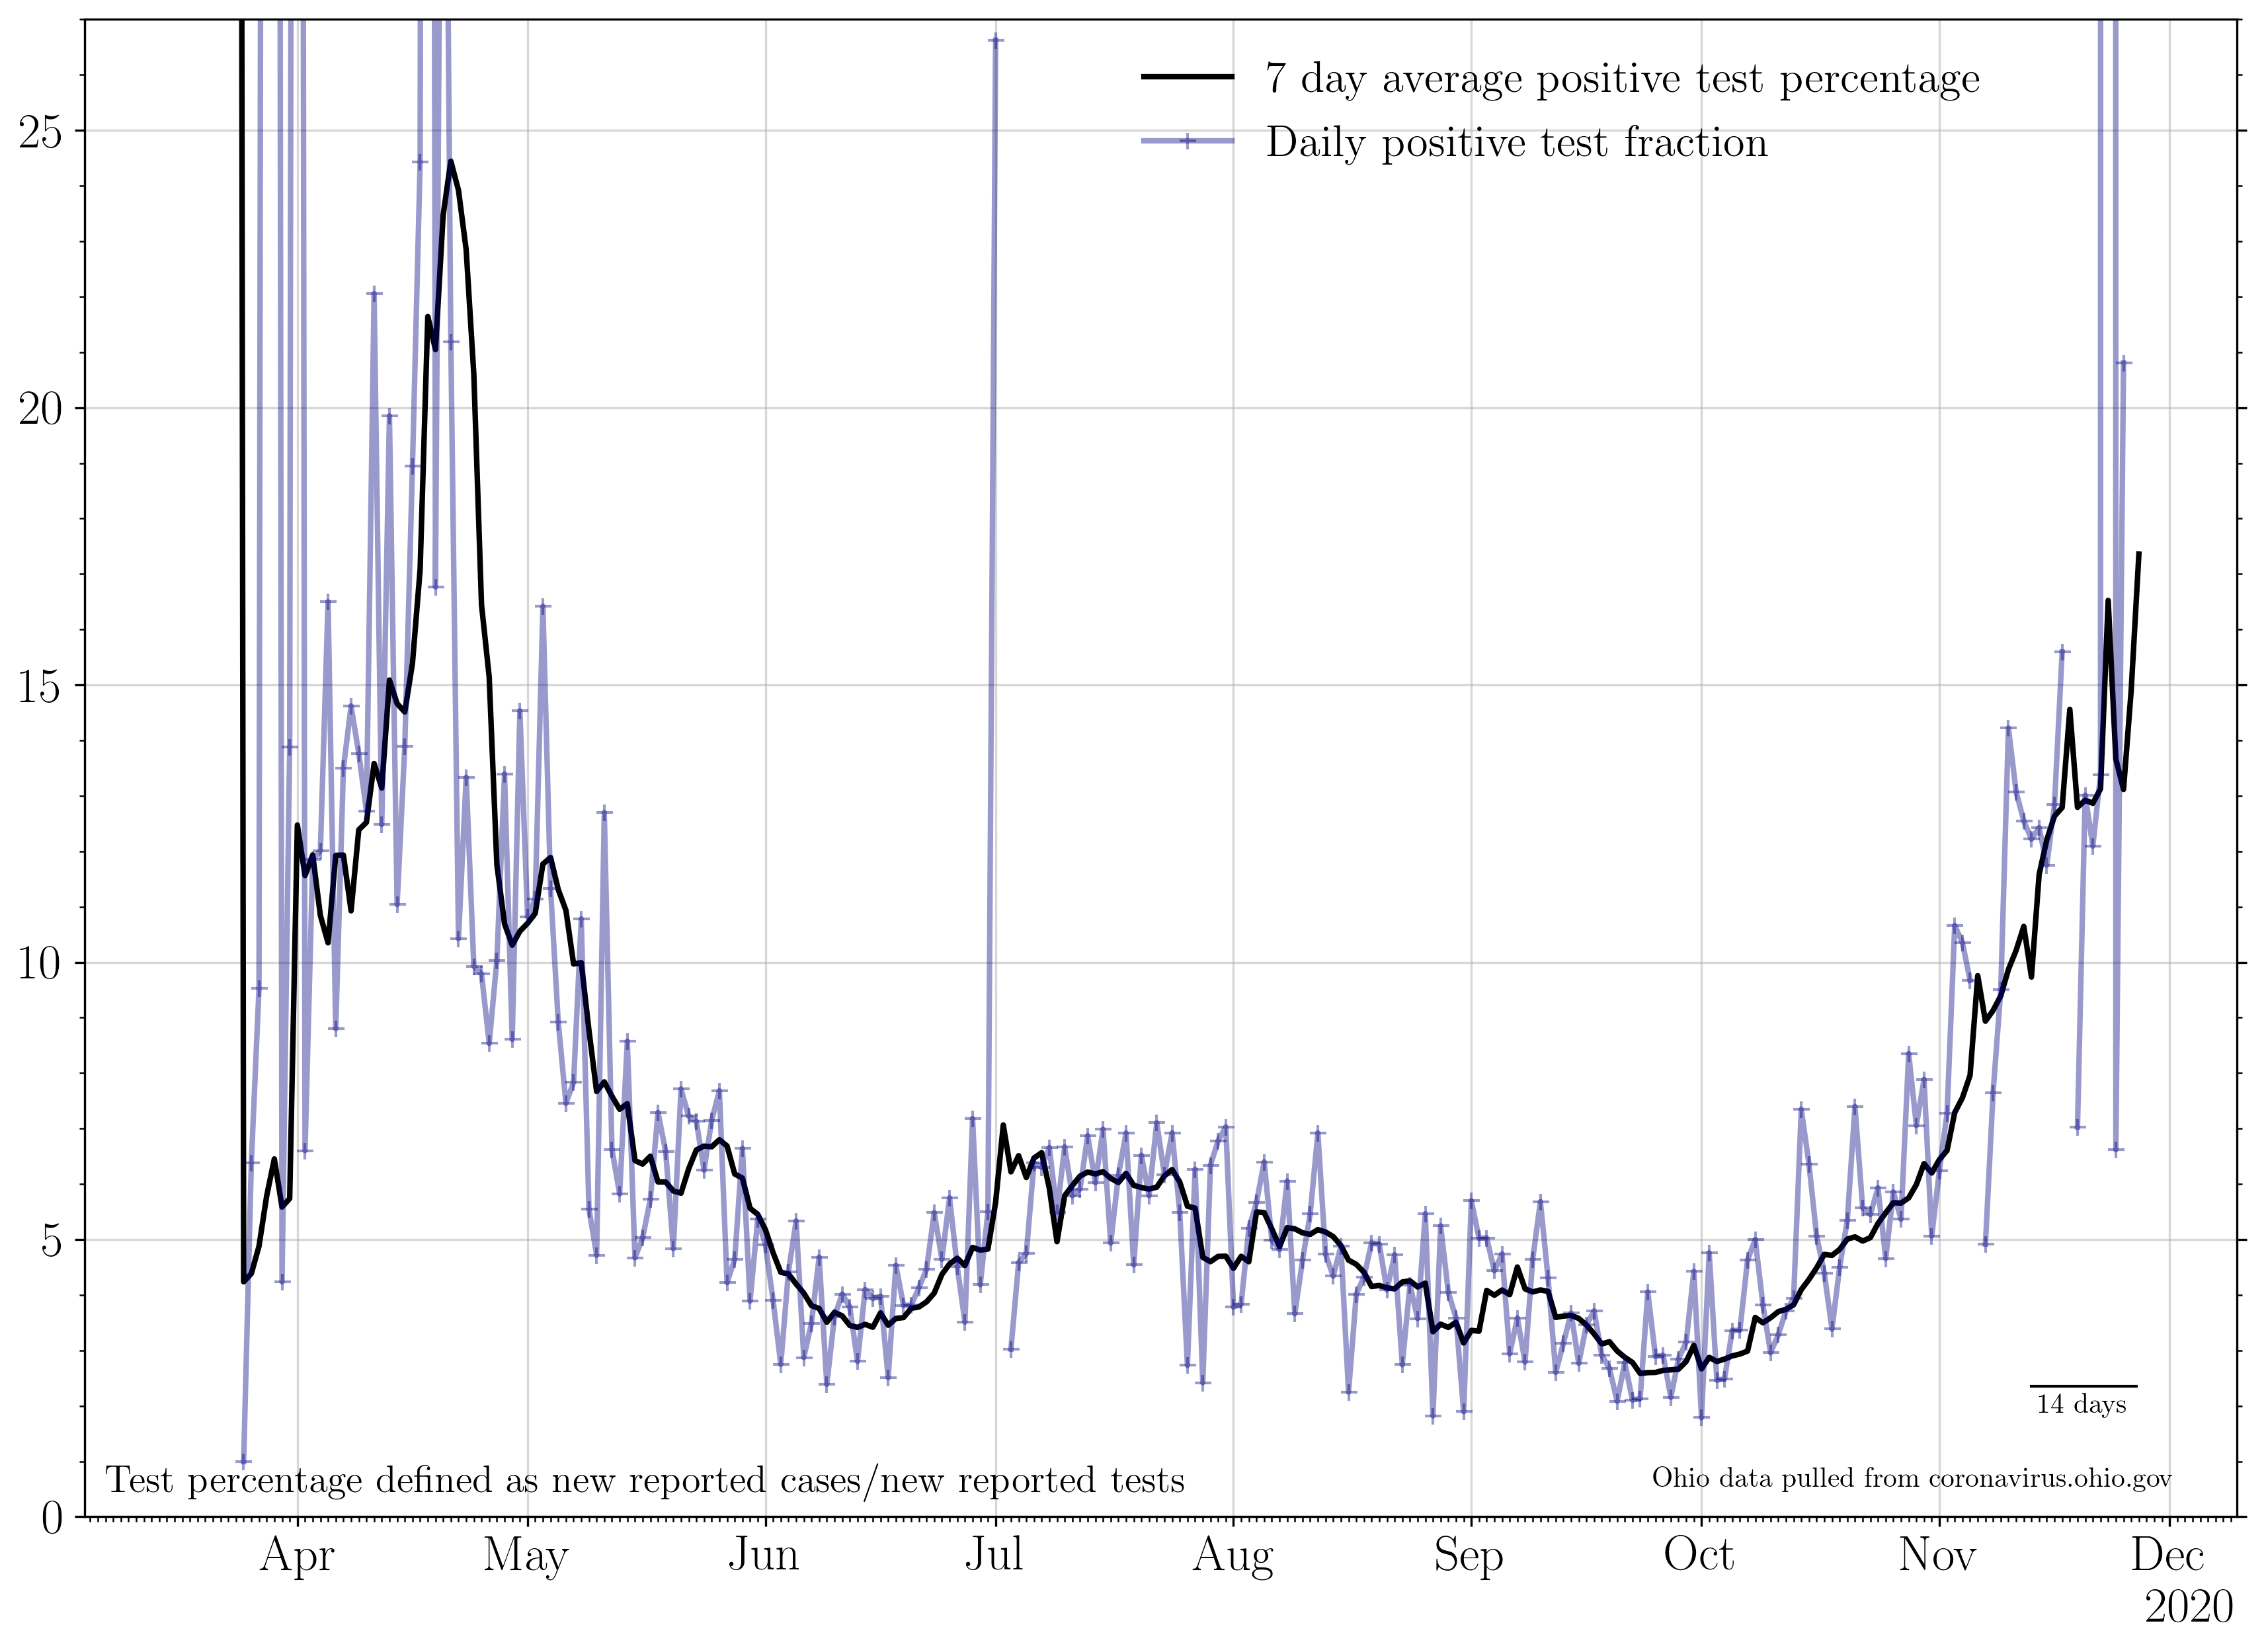 7 day average positive test percentage
Daily positive test fraction
25
20
15
10
5
0
14 days
Test percentage defined as new reported cases/new reported tests
Ohio data pulled from coronavirus.ohio.gov
Apr May Jun Jul Aug Sep Oct Nov Dec
2020